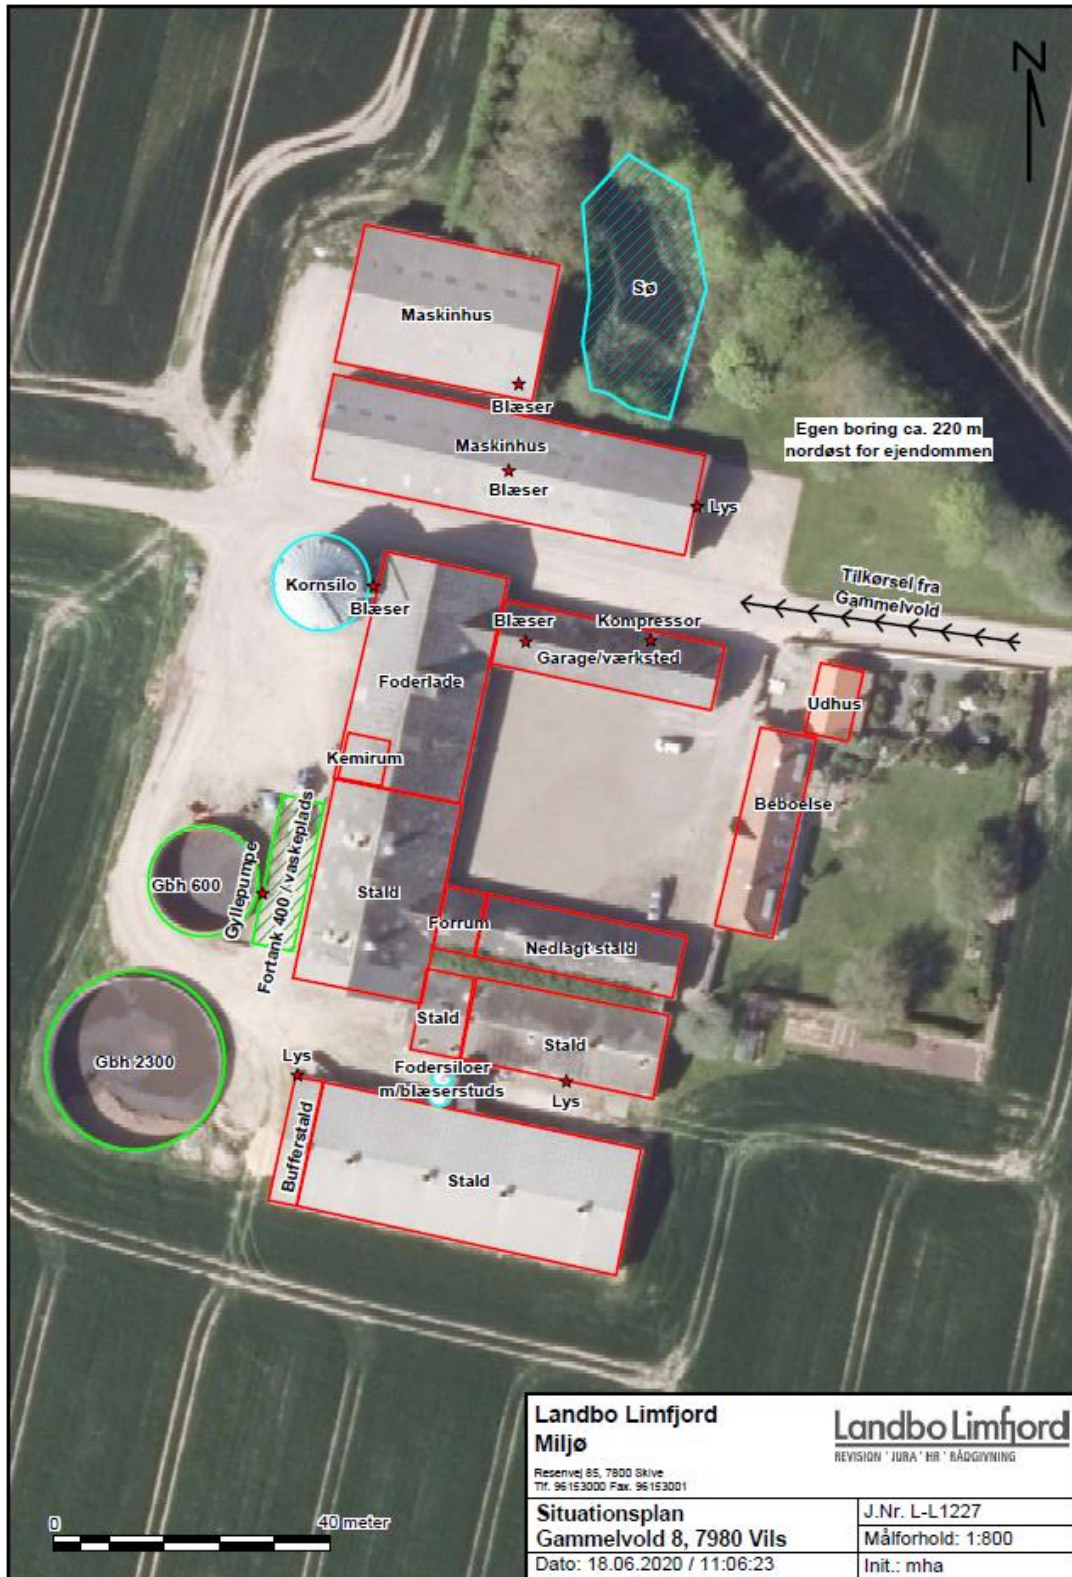 N
Sø
Maskinhus
Blæser
Egen boring ca. 220 m
nordøst for ejendommen
Maskinhus
Blæser
Lys
Tilkørsel fra
Gammelvold
Kornsilo
Blæser
Blæser
Kompressor
Garage/værksted
Foderlade
Udhus
Kemirum
Beboelse
Gbh 600
Gyllepumpe
Fortank 400 / vaskeplads
Stald
Forrum
Nedlagt stald
Stald
Stald
Gbh 2300
Lys
Fodersiloer
m/blæserstuds
Lys
Bufferstald
Stald
0
40 meter
Landbo Limfjord
Miljø
Resenvej 85, 7800 Skive
Tlf. 96153000 Fax. 96153001
Landbo Limfjord
REVISION ' JURA ' HR ' RÅDGIVNING
Situationsplan
Gammelvold 8, 7980 Vils
J.Nr. L-L1227
Målforhold: 1:800
Dato: 18.06.2020 / 11:06:23
Init.: mha